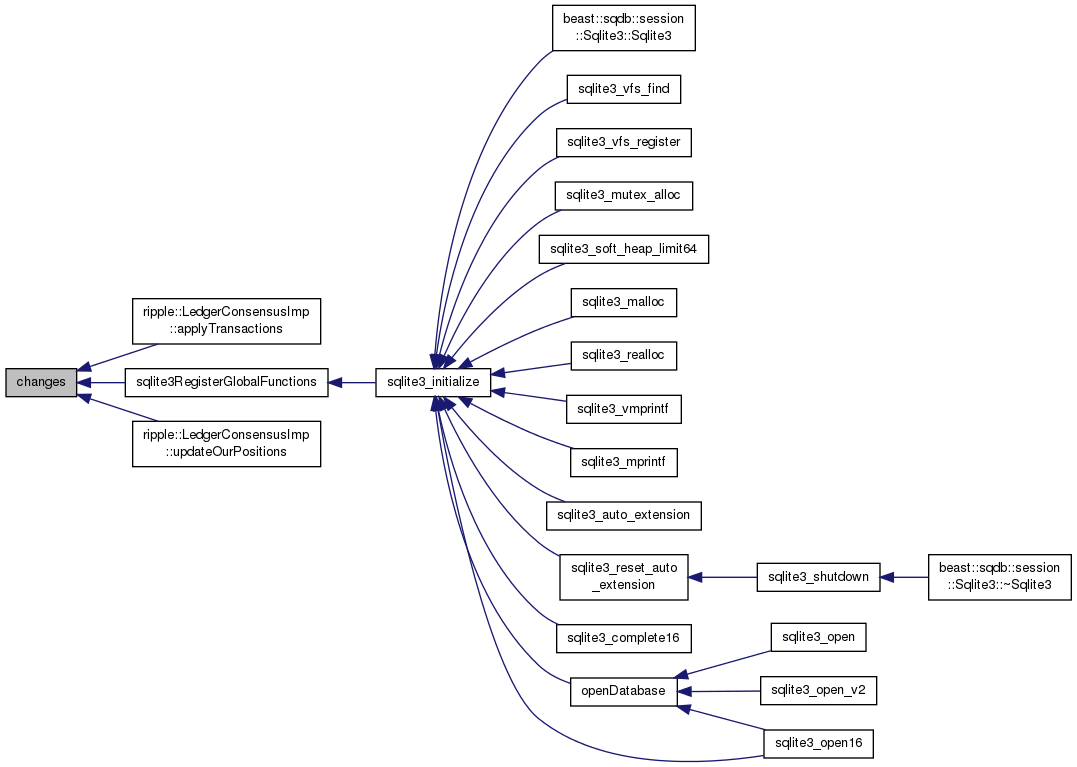 beast::sqdb::session
::Sqlite3::Sqlite3
sqlite3_vfs_find
sqlite3_vfs_register
sqlite3_mutex_alloc
sqlite3_soft_heap_limit64
sqlite3_malloc
ripple::LedgerConsensusImp
::applyTransactions
sqlite3_realloc
changes
sqlite3RegisterGlobalFunctions
sqlite3_initialize
sqlite3_vmprintf
ripple::LedgerConsensusImp
::updateOurPositions
sqlite3_mprintf
sqlite3_auto_extension
sqlite3_reset_auto
_extension
sqlite3_shutdown
beast::sqdb::session
::Sqlite3::~Sqlite3
sqlite3_complete16
sqlite3_open
openDatabase
sqlite3_open_v2
sqlite3_open16